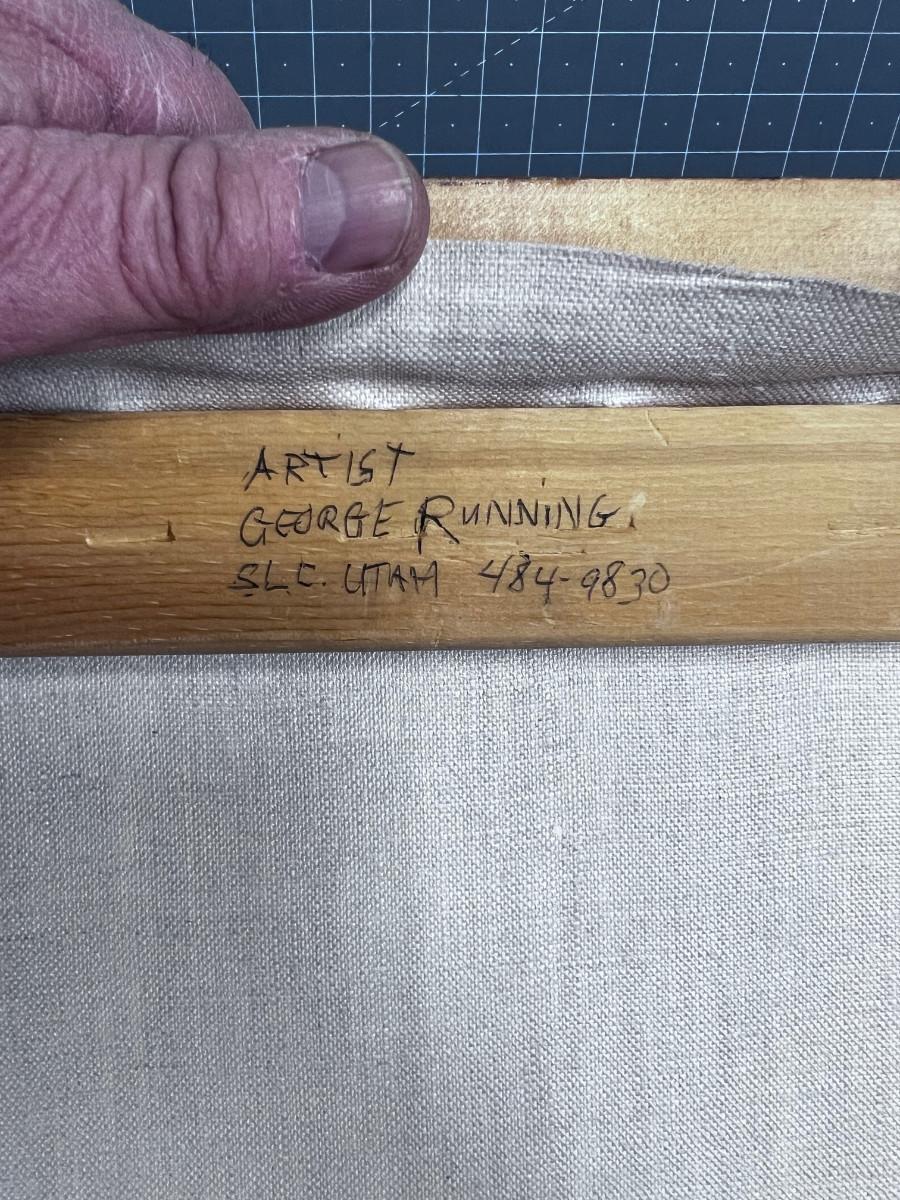 ARTIST
GEORGE RUNNING.
SLC. UTAH 484-9830